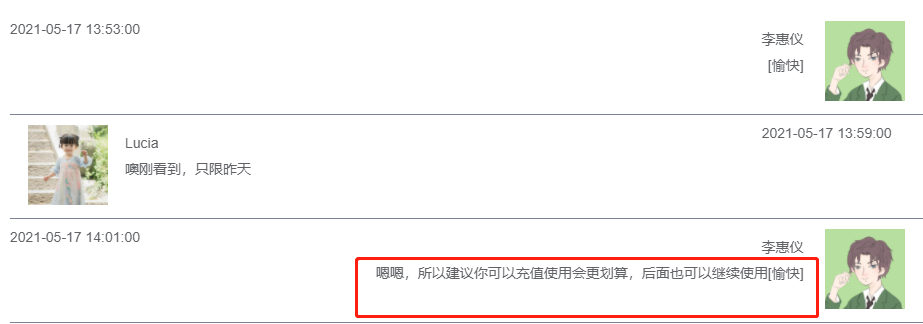 2021-05-17 13:53:00
李惠仪
[愉快]
2021-05-17 13:59:00
Lucia
噢刚看到，只限昨天
2021-05-17 14:01:00
李惠仪
嗯嗯，所以建议你可以充值使用会更划算，后面也可以继续使用[愉快]